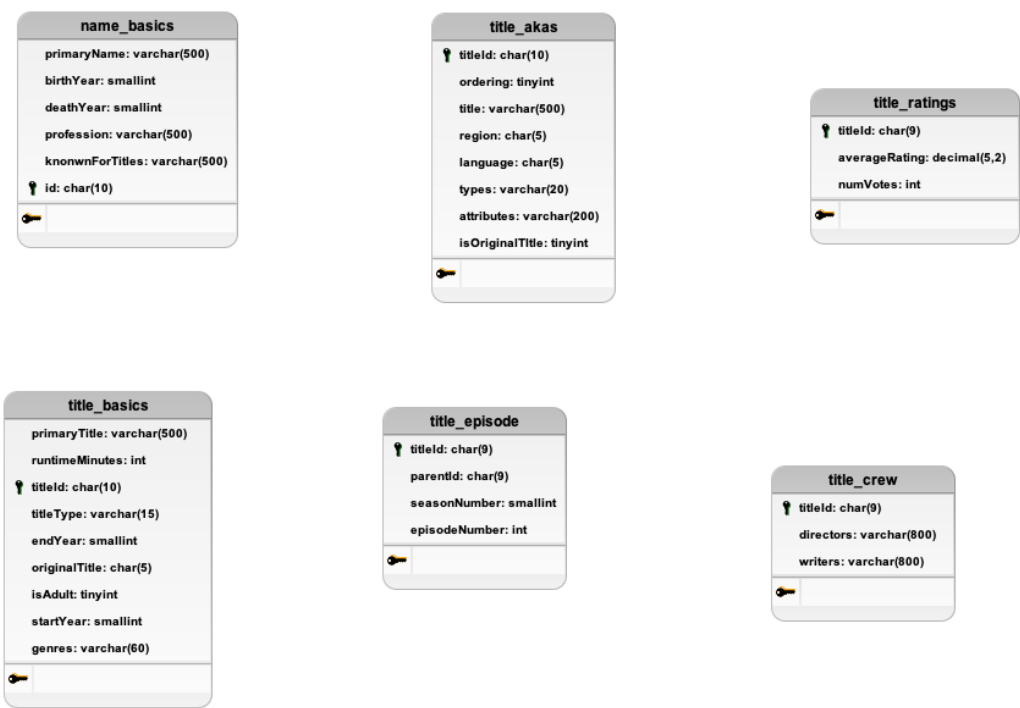 name_basics
primaryName: varchar(500)
birthYear: smallint
deathYear: smallint
profession: varchar(500)
knonwnForTitles: varchar(500)
id: char(10)
title_akas
titleId: char(10)
ordering: tinyint
title: varchar(500)
region: char(5)
language: char(5)
types: varchar(20)
attributes: varchar(200)
isOriginalTItle: tinyint
title_ratings
titleId: char(9)
averageRating: decimal(5,2)
numVotes: int
title_basics
primaryTitle: varchar(500)
runtimeMinutes: int
titleId: char(10)
titleType: varchar(15)
endYear: smallint
originalTitle: char(5)
isAdult: tinyint
startYear: smallint
genres: varchar(60)
title_episode
titleId: char(9)
parentId: char(9)
seasonNumber: smallint
episodeNumber: int
title_crew
titleId: char(9)
directors: varchar(800)
writers: varchar(800)